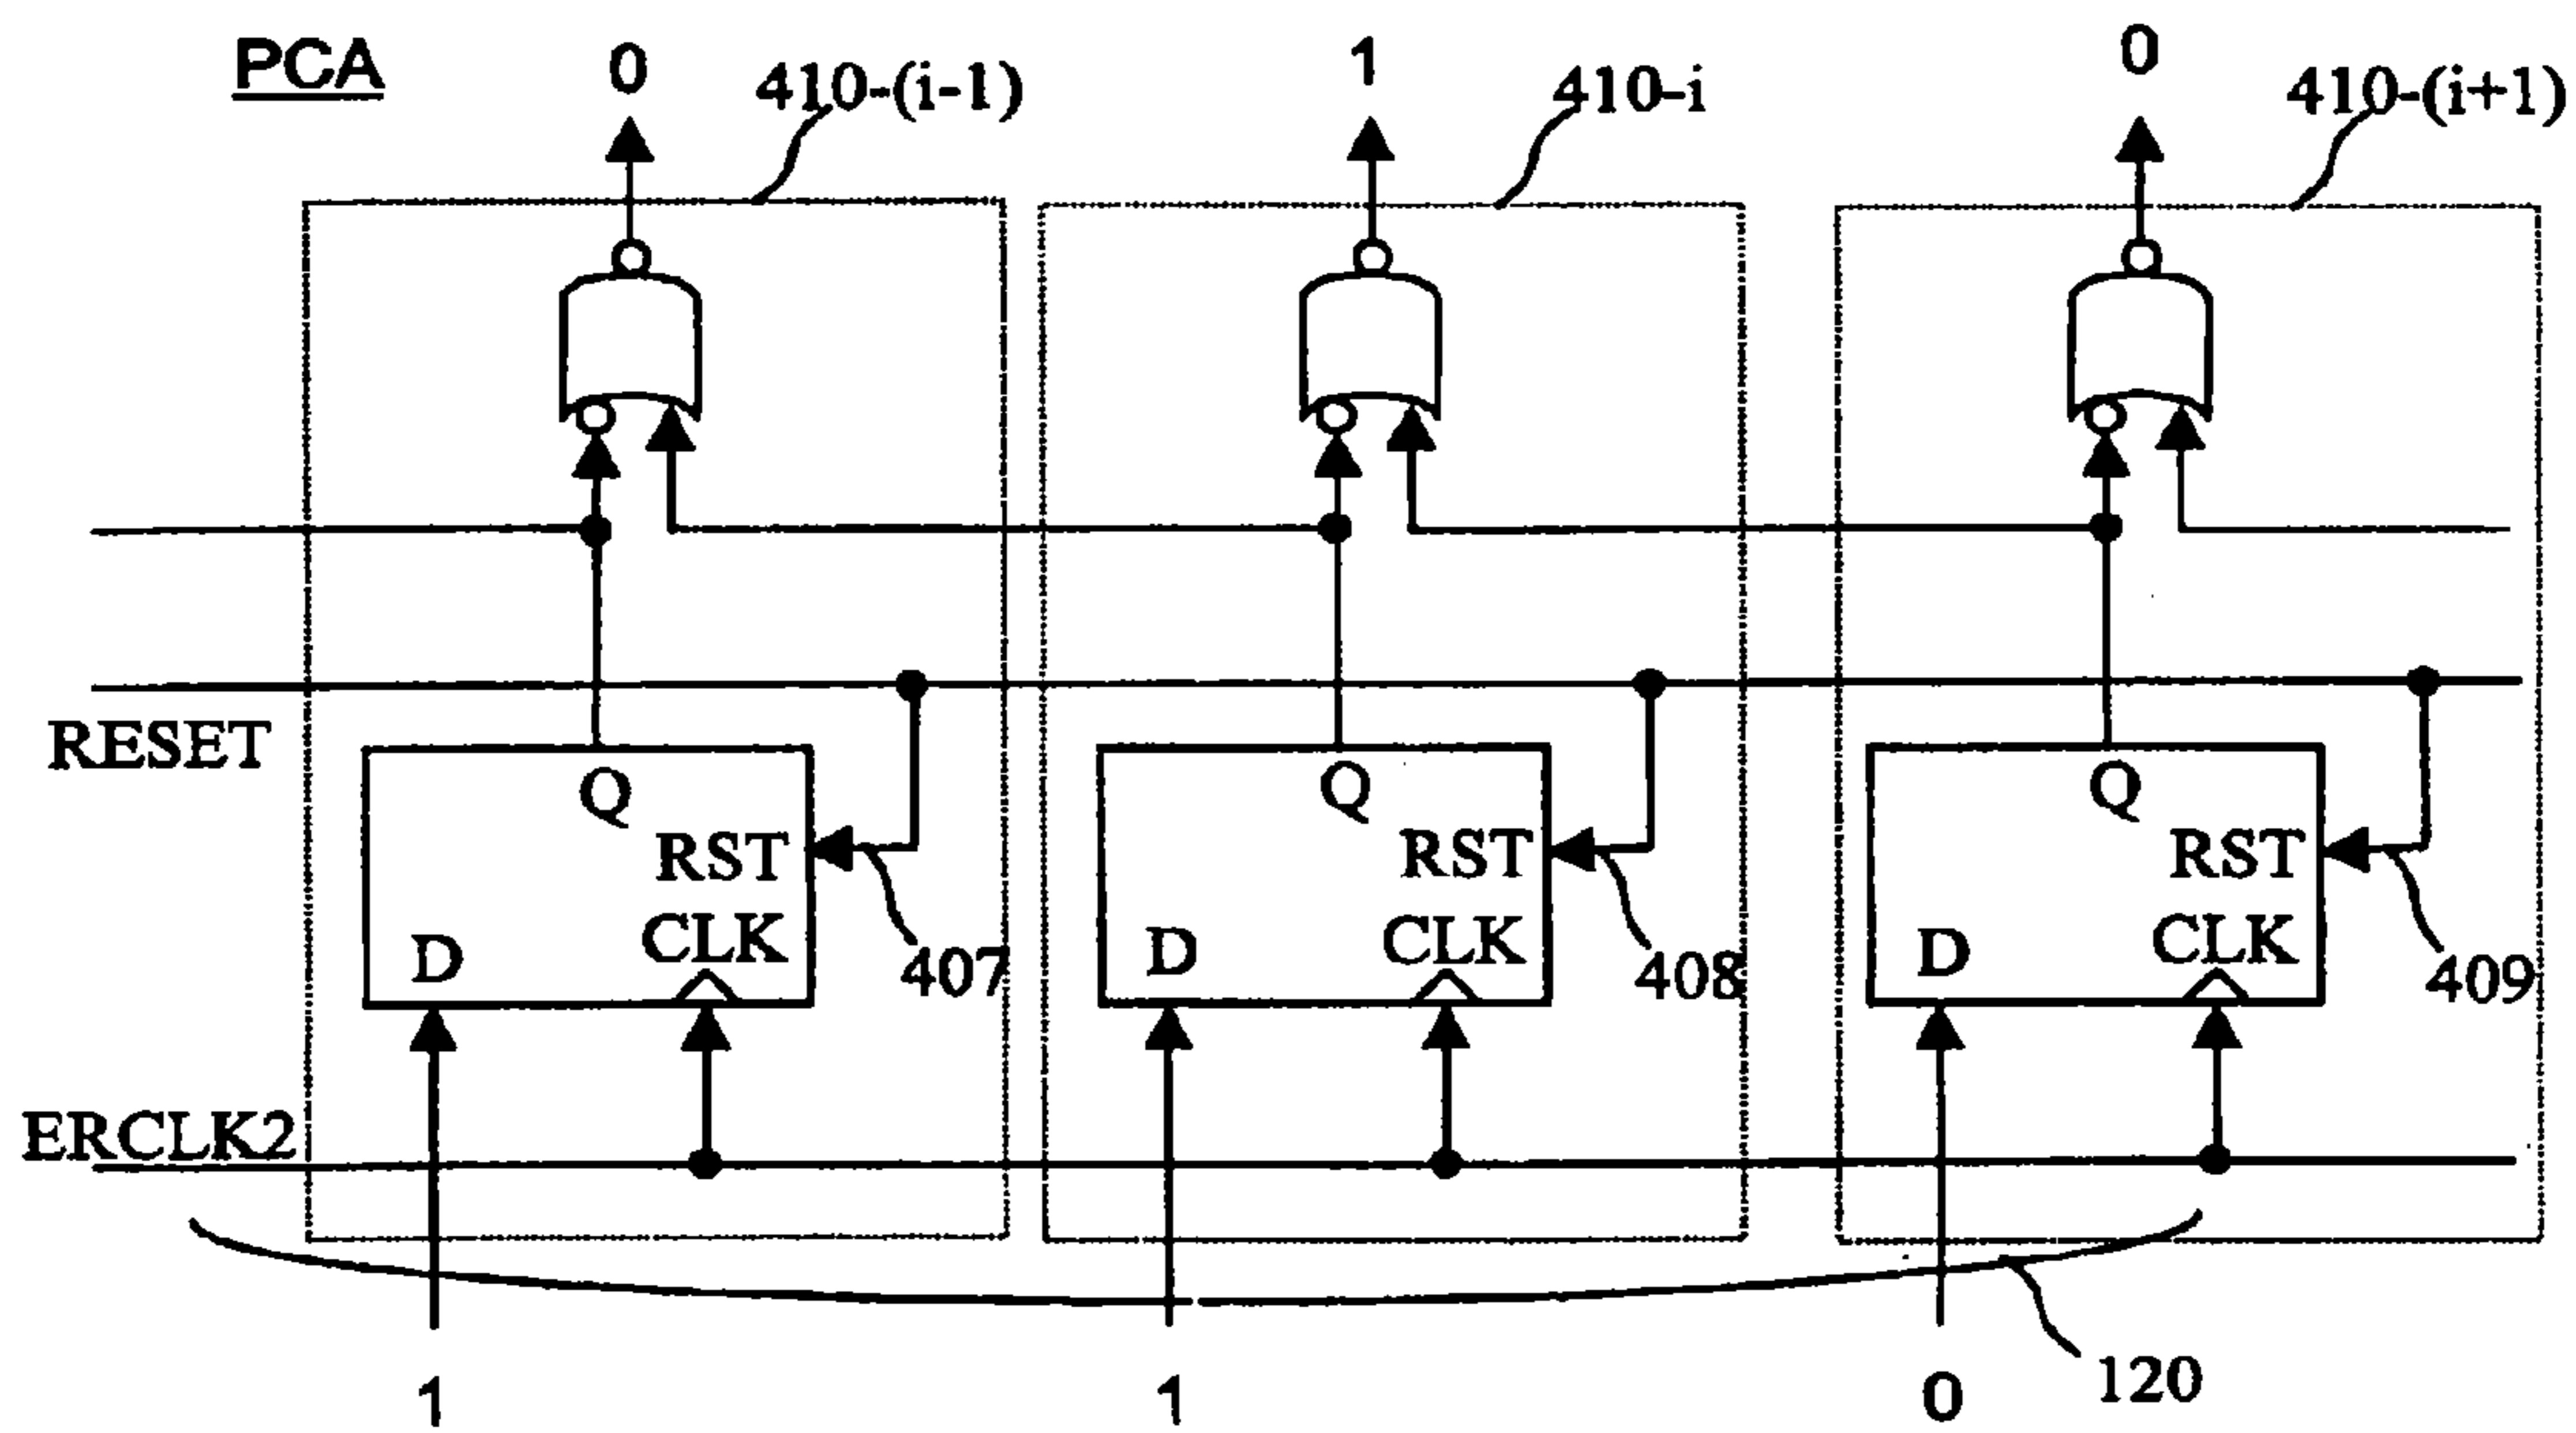 PCA
0
1
0
410-(i-1)
410-i
410-(i+1)
RESET
Q
RST
CLK
D
407
Q
RST
CLK
D
408
Q
RST
CLK
D
409
ERCLK2
1
1
0
120